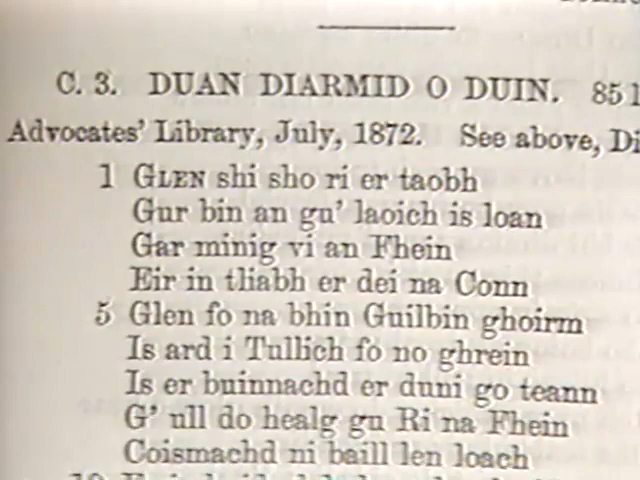 C. 3. DUAN DIARMID O DUIN. 851
Advocates' Library, July, 1872. See above, Di
1 GLEN shi sho ri er taobh
Gur bin an gu' laoich is loan
Gar minig vi an Fhein
Eir in tliabh er dei na Conn
5 Glen fo na bhin Guilbin ghoirm
Is ard i Tullich fo no ghrein
Is er buinnachd er duni go teann
G' ull do healg gu Ri na Fhein
Coismachd ni baill len loach